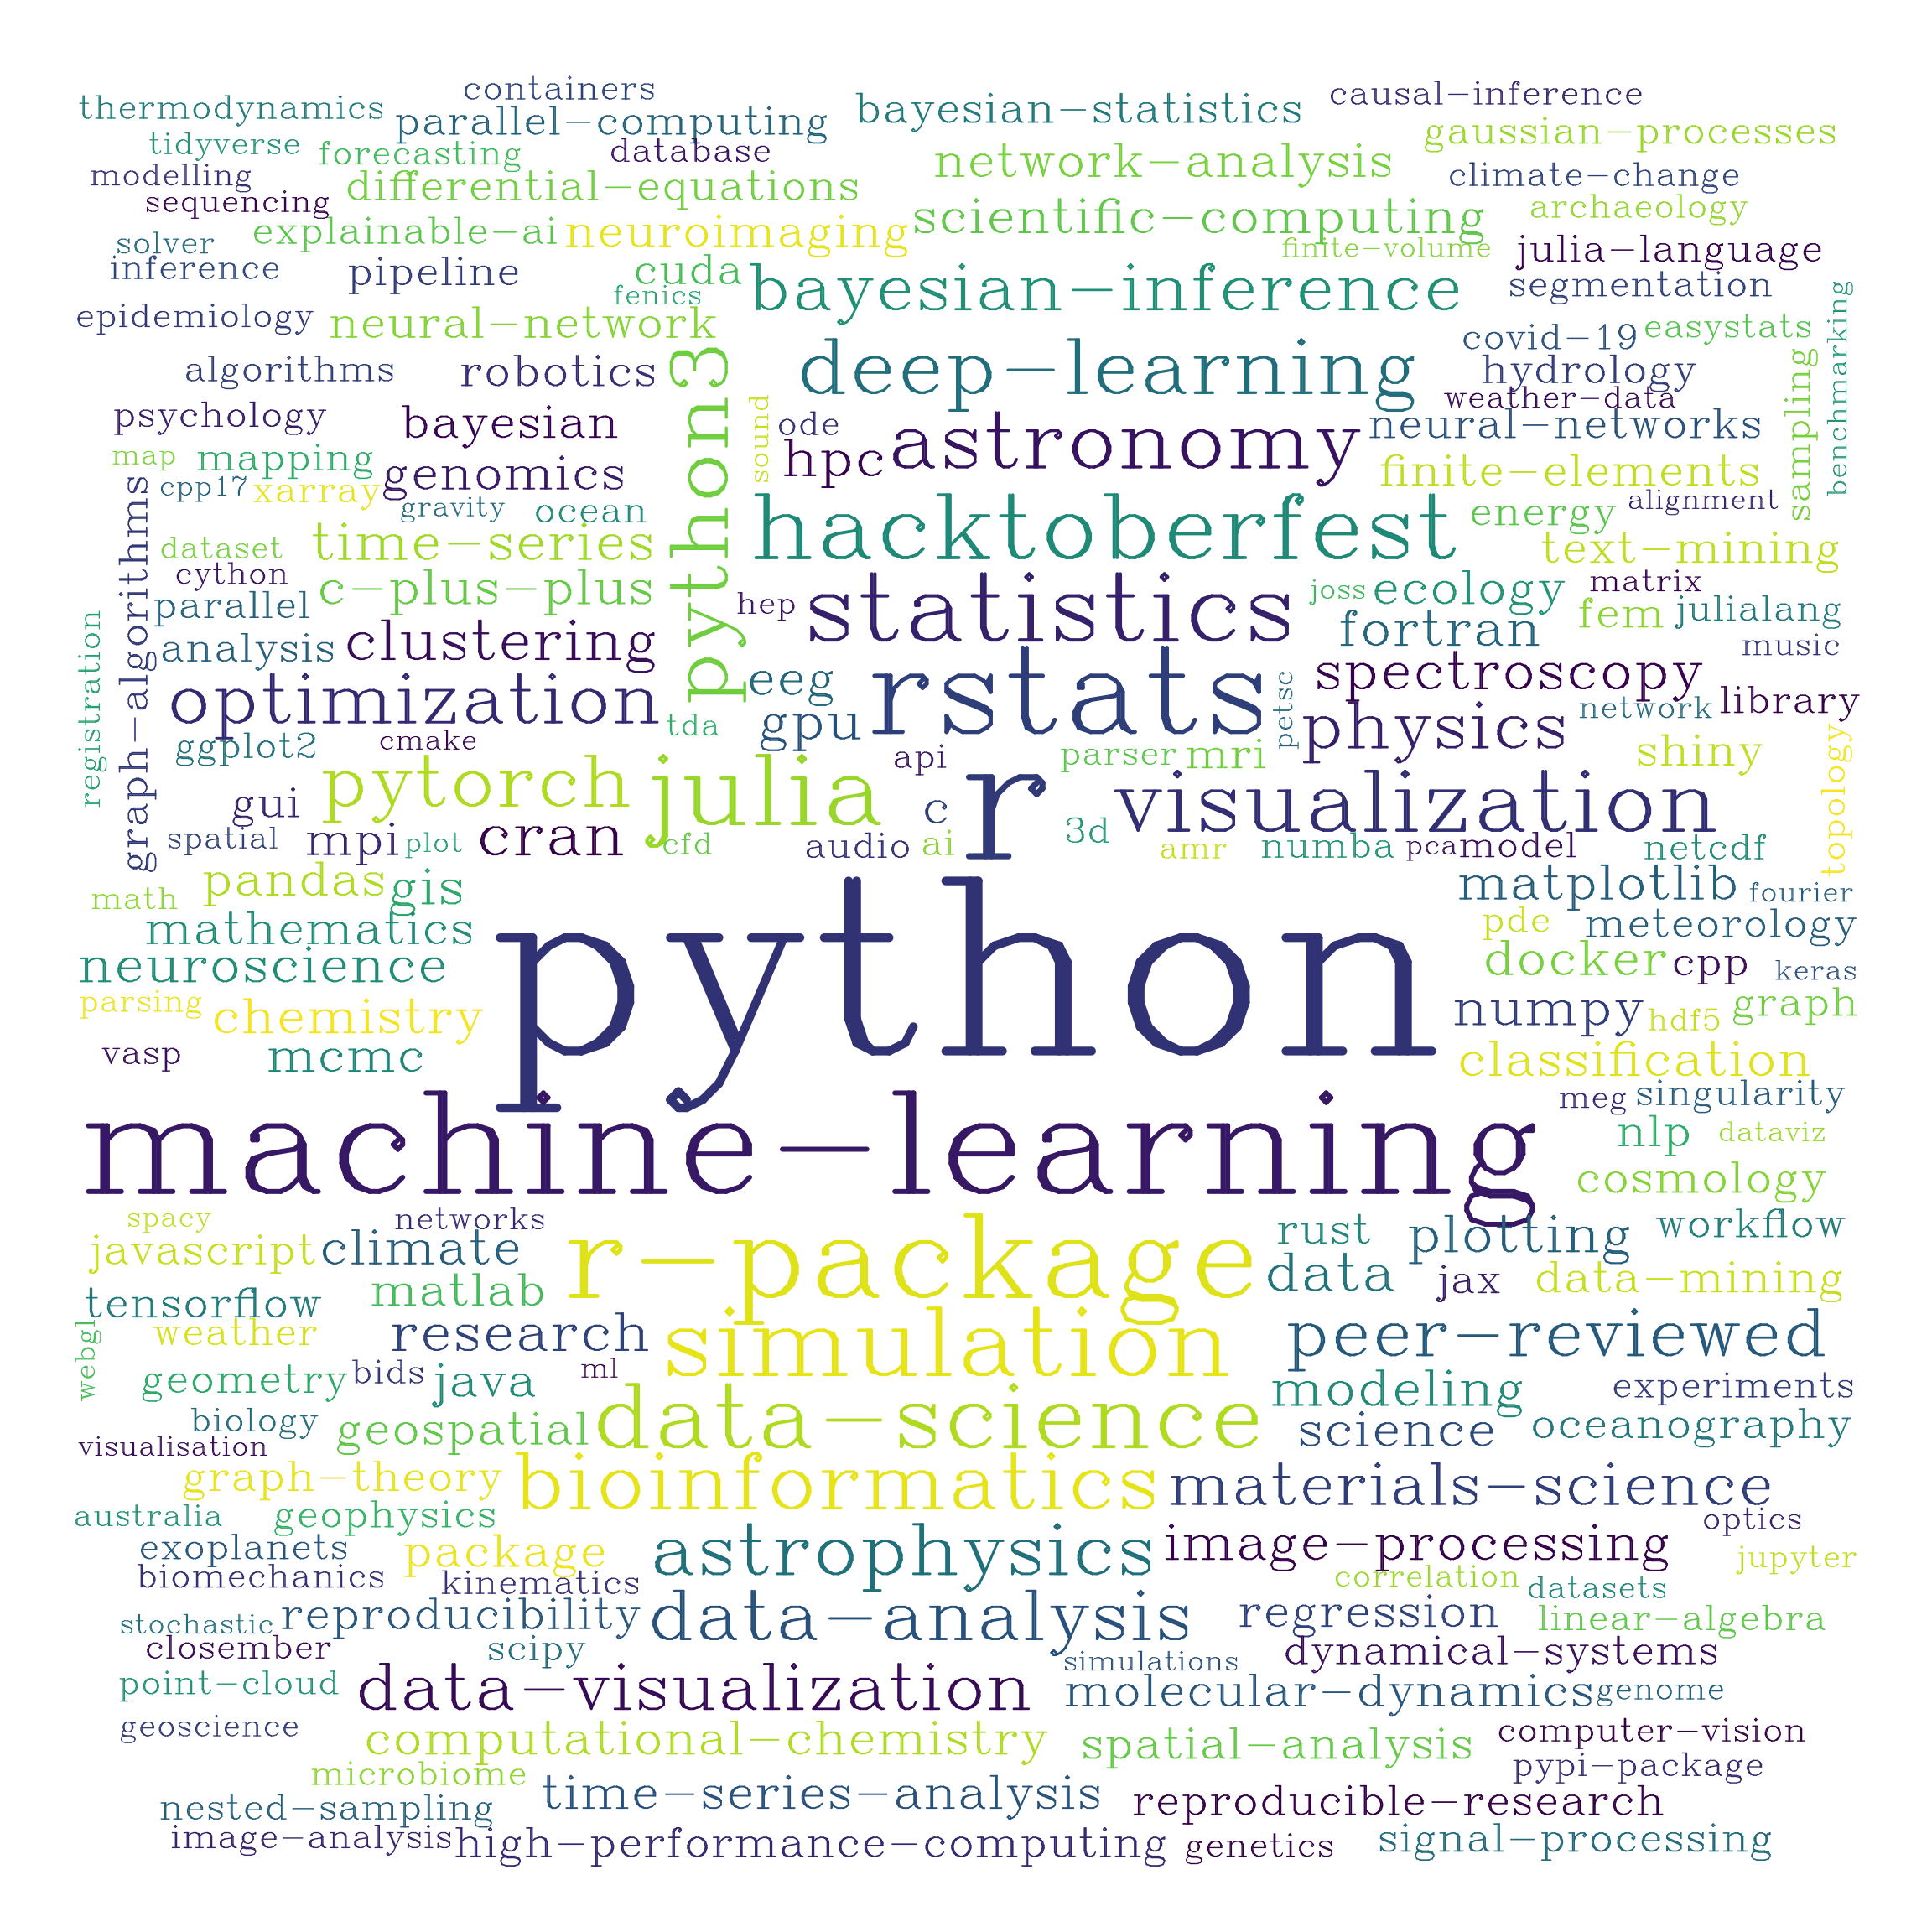 containers
causal-inference
thermodynamics
parallel-computing
bayesian-statistics
gaussian-processes
tidyverse
forecasting
database
network-analysis
modelling
differential-equations
climate-change
sequencing
scientific-computing
archaeology
solver
explainable-ai
neuroimaging
finite-volume
julia-language
inference
pipeline
cuda
bayesian-inference
segmentation
fenics
epidemiology
neural-network
covid-19
easystats
benchmarking
algorithms
robotics
python3
deep-learning
hydrology
sampling
weather-data
psychology
bayesian
sound
ode
astronomy
neural-networks
map
mapping
genomics
hpc
finite-elements
cpp17
xarray
gravity
ocean
hacktoberfest
energy
alignment
graph-algorithms
dataset
time-series
text-mining
cython
c-plus-plus
statistics
joss
ecology
matrix
parallel
hep
fem
julialang
registration
analysis
clustering
fortran
music
optimization
eeg
rstats
petsc
spectroscopy
library
ggplot2
cmake
tda
gpu
physics
network
api
parser
mri
shiny
topology
gui
pytorch
julia
c
r
visualization
spatial
mpi
plot
cran
cfd
audio
ai
3d
amr
numba
pca
model
netcdf
math
pandas
gis
matplotlib
fourier
mathematics
python
pde
meteorology
neuroscience
docker
cpp
keras
parsing
chemistry
numpy
hdf5
graph
vasp
mcmc
classification
machine-learning
meg
singularity
nlp
dataviz
cosmology
spacy
networks
javascript
climate
r-package
rust
plotting
workflow
tensorflow
matlab
data
jax
data-mining
webgl
weather
research
simulation
peer-reviewed
geometry
bids
java
ml
modeling
experiments
biology
geospatial
data-science
science
oceanography
visualisation
graph-theory
bioinformatics
materials-science
australia
geophysics
optics
exoplanets
package
astrophysics
image-processing
jupyter
biomechanics
kinematics
correlation
datasets
stochastic
reproducibility
data-analysis
regression
linear-algebra
closember
scipy
dynamical-systems
point-cloud
data-visualization
simulations
molecular-dynamics
genome
geoscience
computational-chemistry
spatial-analysis
computer-vision
microbiome
pypi-package
nested-sampling
time-series-analysis
reproducible-research
image-analysis
high-performance-computing
genetics
signal-processing